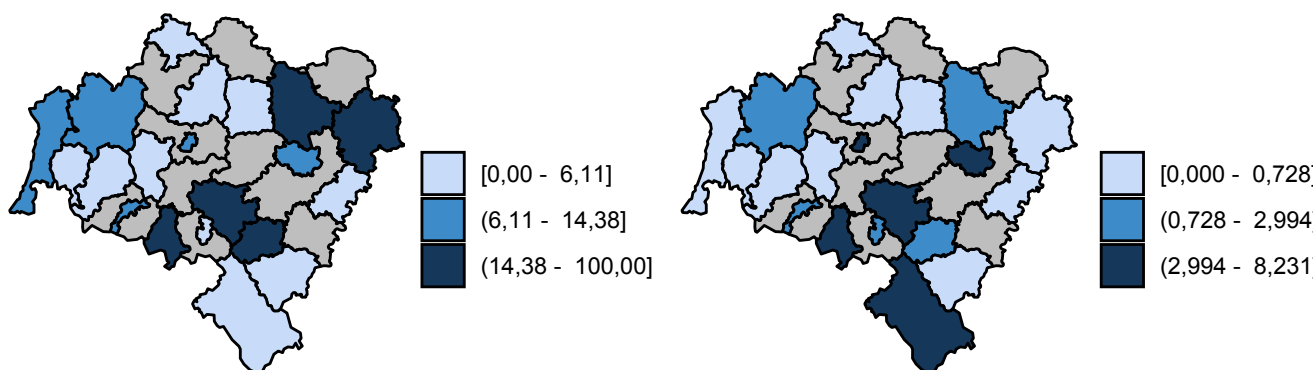 [0,00 - 6,11]
(6,11 - 14,38]
(14,38 - 100,00]
[0,000 - 0,728]
(0,728 - 2,994]
(2,994 - 8,231]